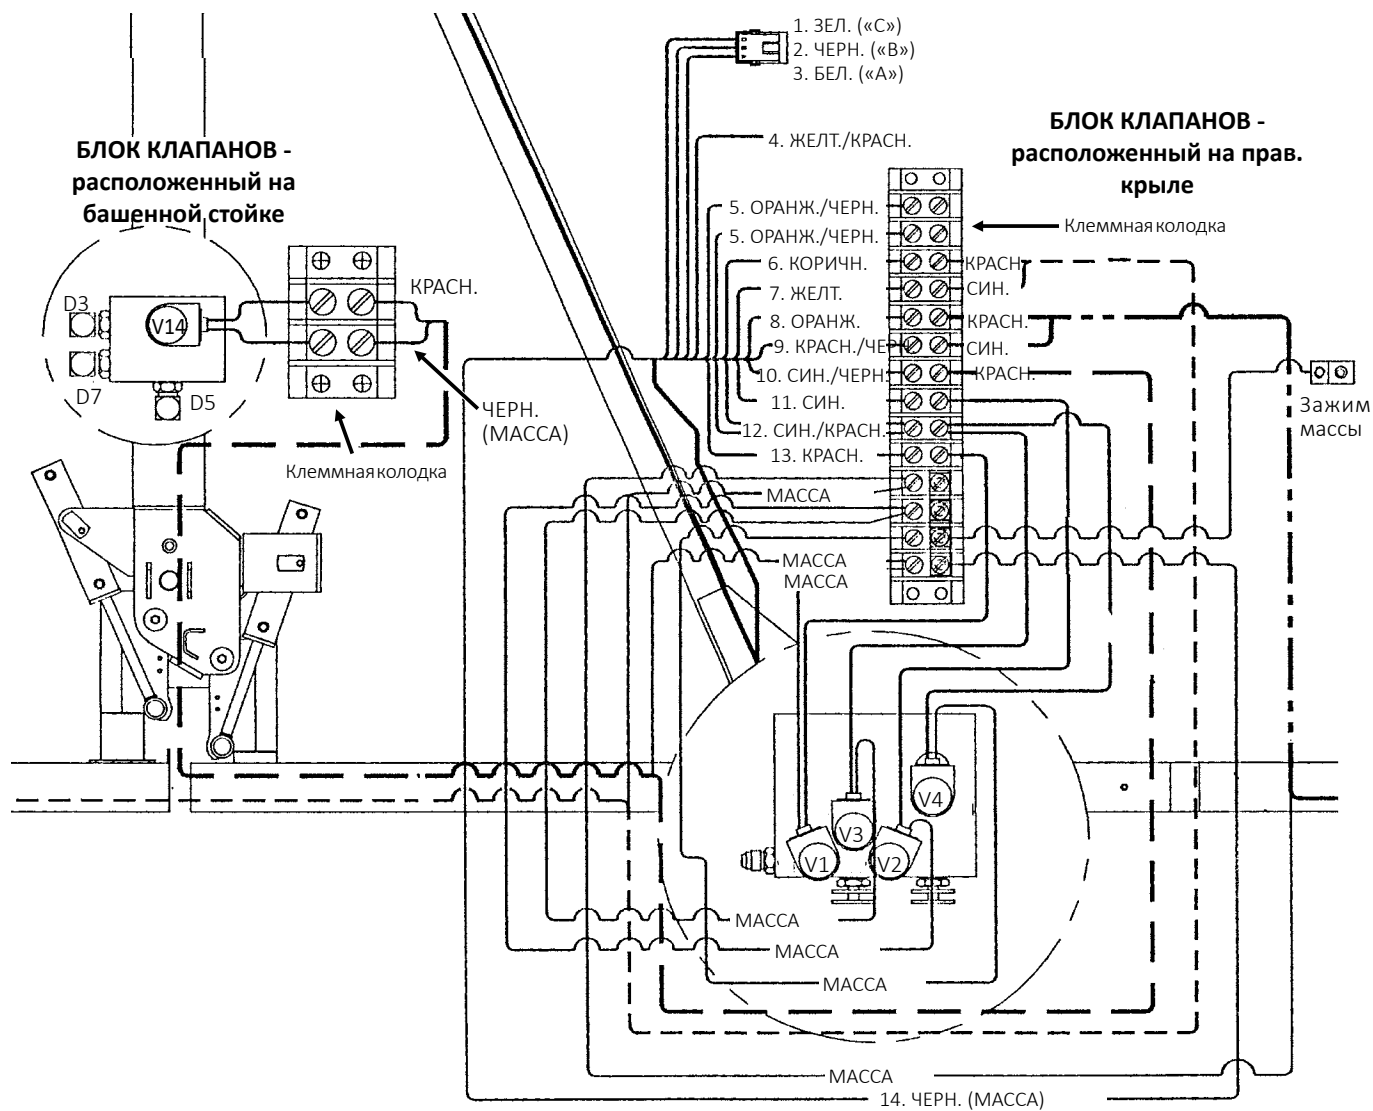 1. ЗЕЛ. («С»)
2. ЧЕРН. («В»)
3. БЕЛ. («А»)
БЛОК КЛАПАНОВ -
расположенный на прав.
крыле
4. ЖЕЛТ./КРАСН.
БЛОК КЛАПАНОВ -
расположенный на
башенной стойке
5. ОРАНЖ./ЧЕРН.
Клеммная колодка
5. ОРАНЖ./ЧЕРН.
6. КОРИЧН.
КРАСН.
КРАСН.
7. ЖЕЛТ.
СИН.
D3
V14
8. ОРАНЖ.
КРАСН.
9. КРАСН./ЧЕРН.
СИН.
10. СИН./ЧЕРН.
КРАСН.
D7
D5
11. СИН.
Зажим
массы
ЧЕРН.
(МАССА)
12. СИН./КРАСН.
13. КРАСН.
Клеммная колодка
МАССА
МАССА
МАССА
V4
V3
V1
V2
МАССА
МАССА
МАССА
МАССА
14. ЧЕРН. (МАССА)